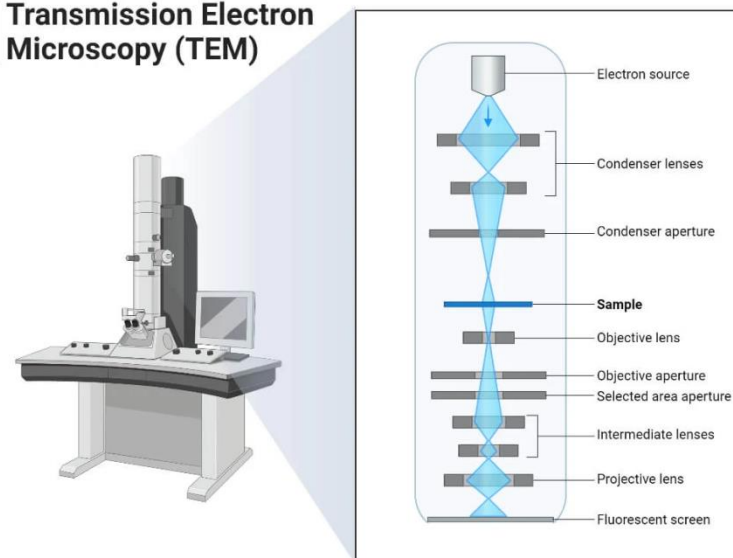 Transmission Electron
Microscopy (TEM)
Electron source
Condenser lenses
Condenser aperture
Sample
Objective lens
Objective aperture
Selected area aperture
Intermediate lenses
Projective lens
Fluorescent screen